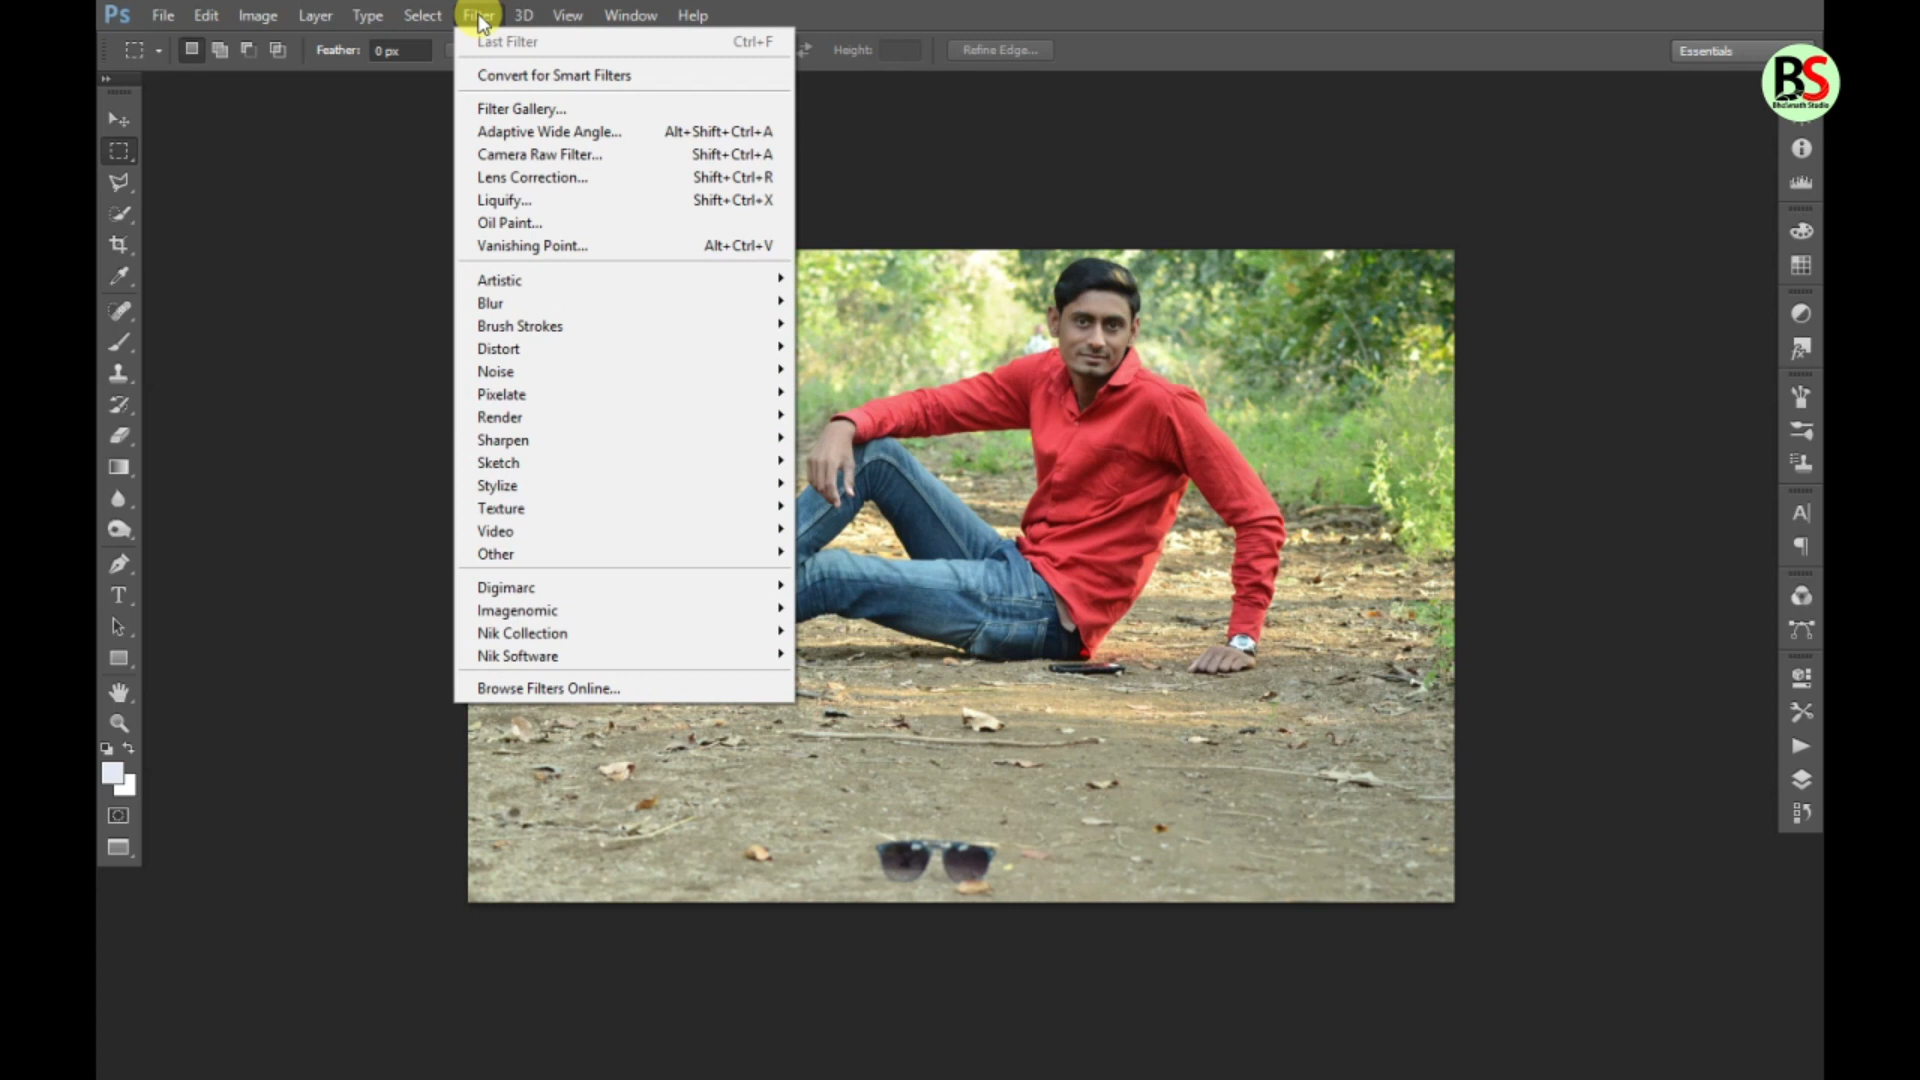 Ps File Edit Image Layer Type Select Filter 3D View Window Help
Feather: 0 px Height: Refine Edge... Essentials
BS
Bholenath Studio
Last Filter Ctrl+F
Convert for Smart Filters
Filter Gallery...
Adaptive Wide Angle... Alt+Shift+Ctrl+A
Camera Raw Filter... Shift+Ctrl+A
Lens Correction... Shift+Ctrl+R
Liquify... Shift+Ctrl+X
Oil Paint...
Vanishing Point... Alt+Ctrl+V
Artistic
Blur
Brush Strokes
Distort
Noise
Pixelate
Render
Sharpen
Sketch
Stylize
Texture
Video
Other
Digimarc
Imagenomic
Nik Collection
Nik Software
Browse Filters Online...